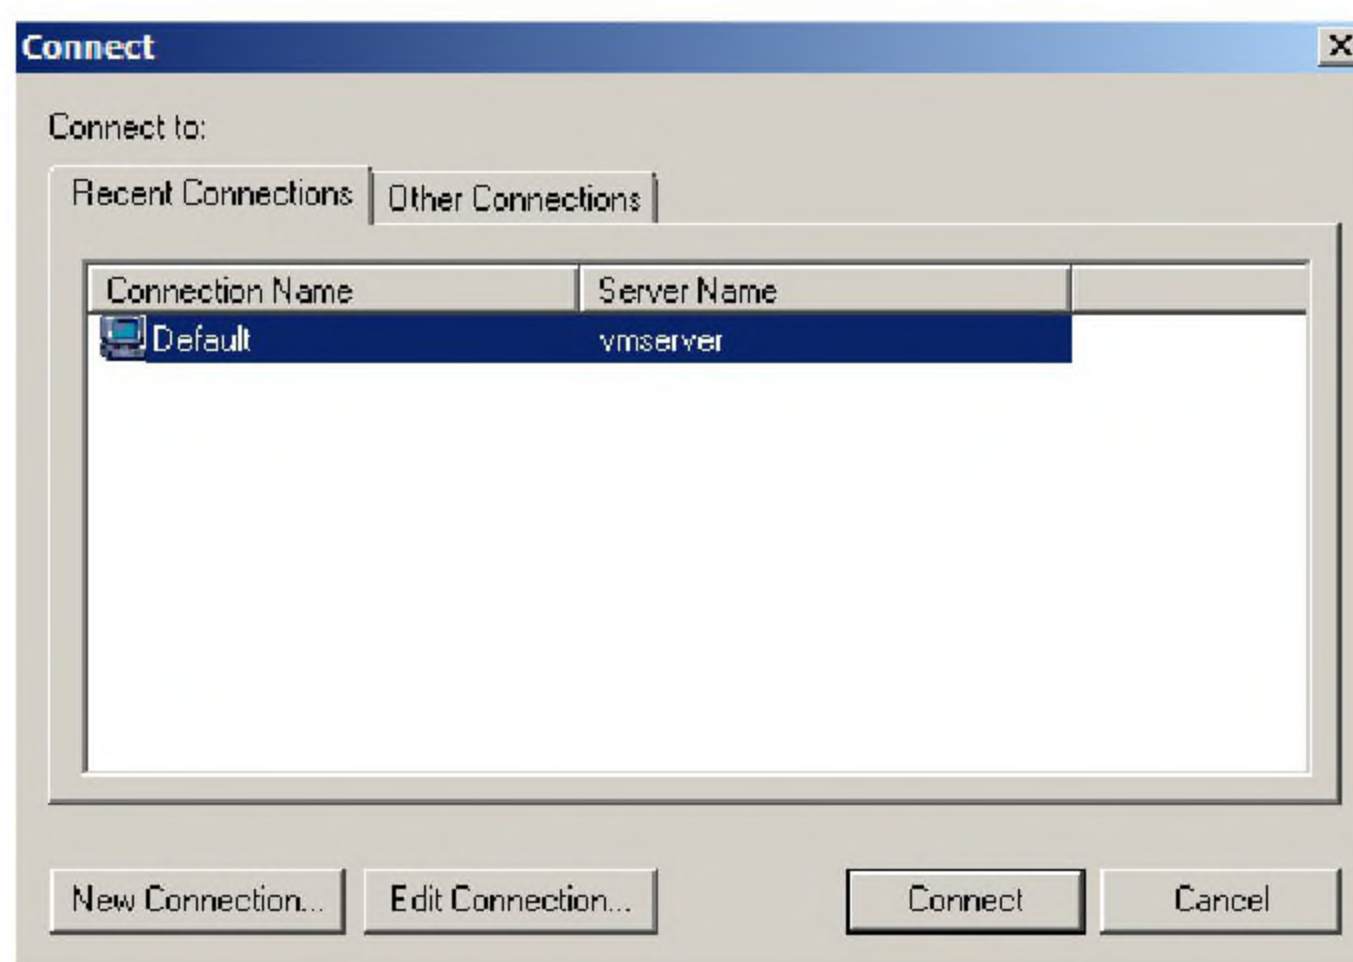 Connect
Connect to:
Recent Connections Other Connections
Connection Name Server Name
Default vmserver
New Connection... Edit Connection... Connect Cancel